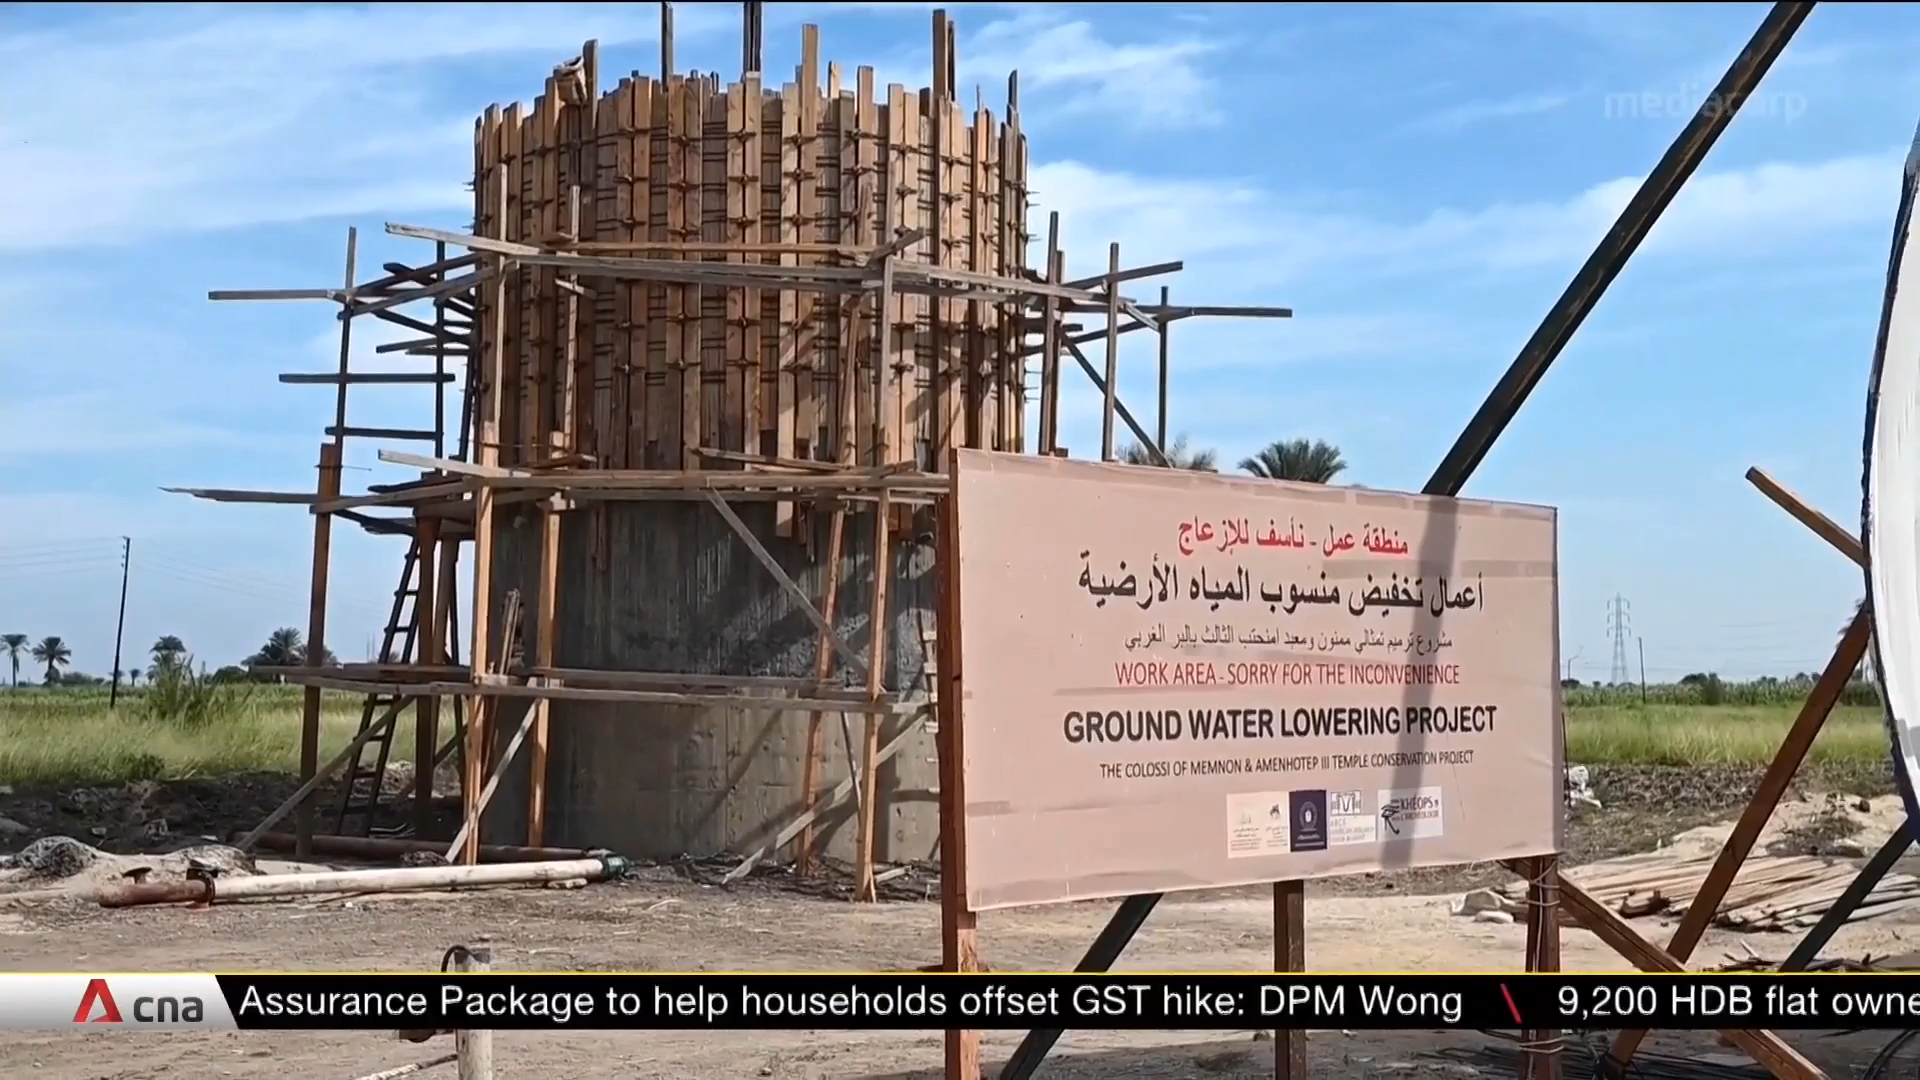 mediacorp
منطقة عمل - نأسف للإزعاج
أعمال تخفيض منسوب المياه الأرضية
مشروع ترميم تمثالي ممنون ومعبد امنحتب الثالث بالبر الغربي
WORK AREA - SORRY FOR THE INCONVENIENCE
GROUND WATER LOWERING PROJECT
THE COLOSSI OF MEMNON & AMENHOTEP III TEMPLE CONSERVATION PROJECT
KHÉOPS
cna Assurance Package to help households offset GST hike: DPM Wong \ 9,200 HDB flat owne